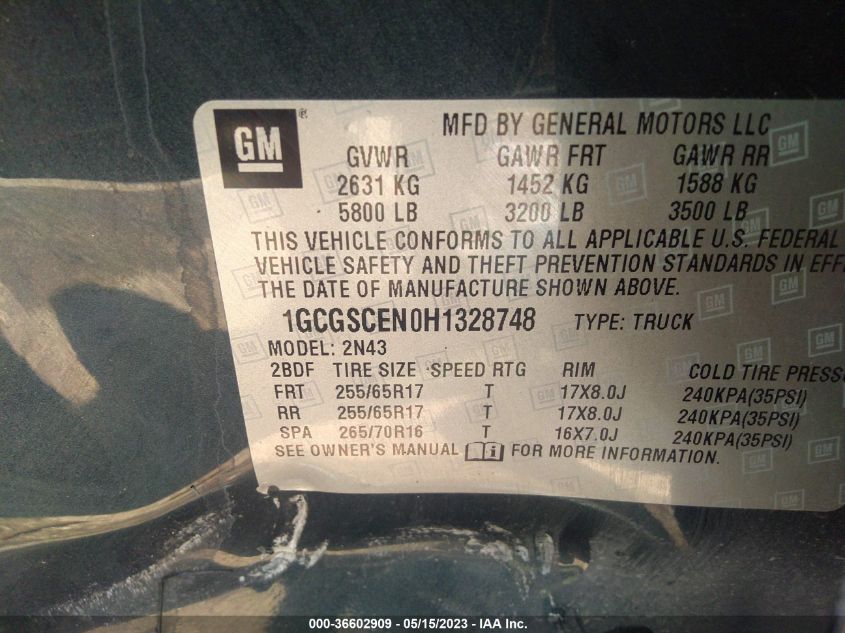 GM ® MFD BY GENERAL MOTORS LLC
GVWR GAWR FRT GAWR RR
2631 KG 1452 KG 1588 KG
5800 LB 3200 LB 3500 LB
THIS VEHICLE CONFORMS TO ALL APPLICABLE U.S. FEDERAL
VEHICLE SAFETY AND THEFT PREVENTION STANDARDS IN EFF
THE DATE OF MANUFACTURE SHOWN ABOVE.
1GCGSCEN0H1328748 TYPE: TRUCK
MODEL: 2N43
2BDF TIRE SIZE SPEED RTG RIM COLD TIRE PRESS
FRT 255/65R17 T 17X8.0J 240KPA(35PSI)
RR 255/65R17 T 17X8.0J 240KPA(35PSI)
SPA 265/70R16 T 16X7.0J 240KPA(35PSI)
SEE OWNER'S MANUAL FOR MORE INFORMATION.
000-36602909 - 05/15/2023 - IAA Inc.